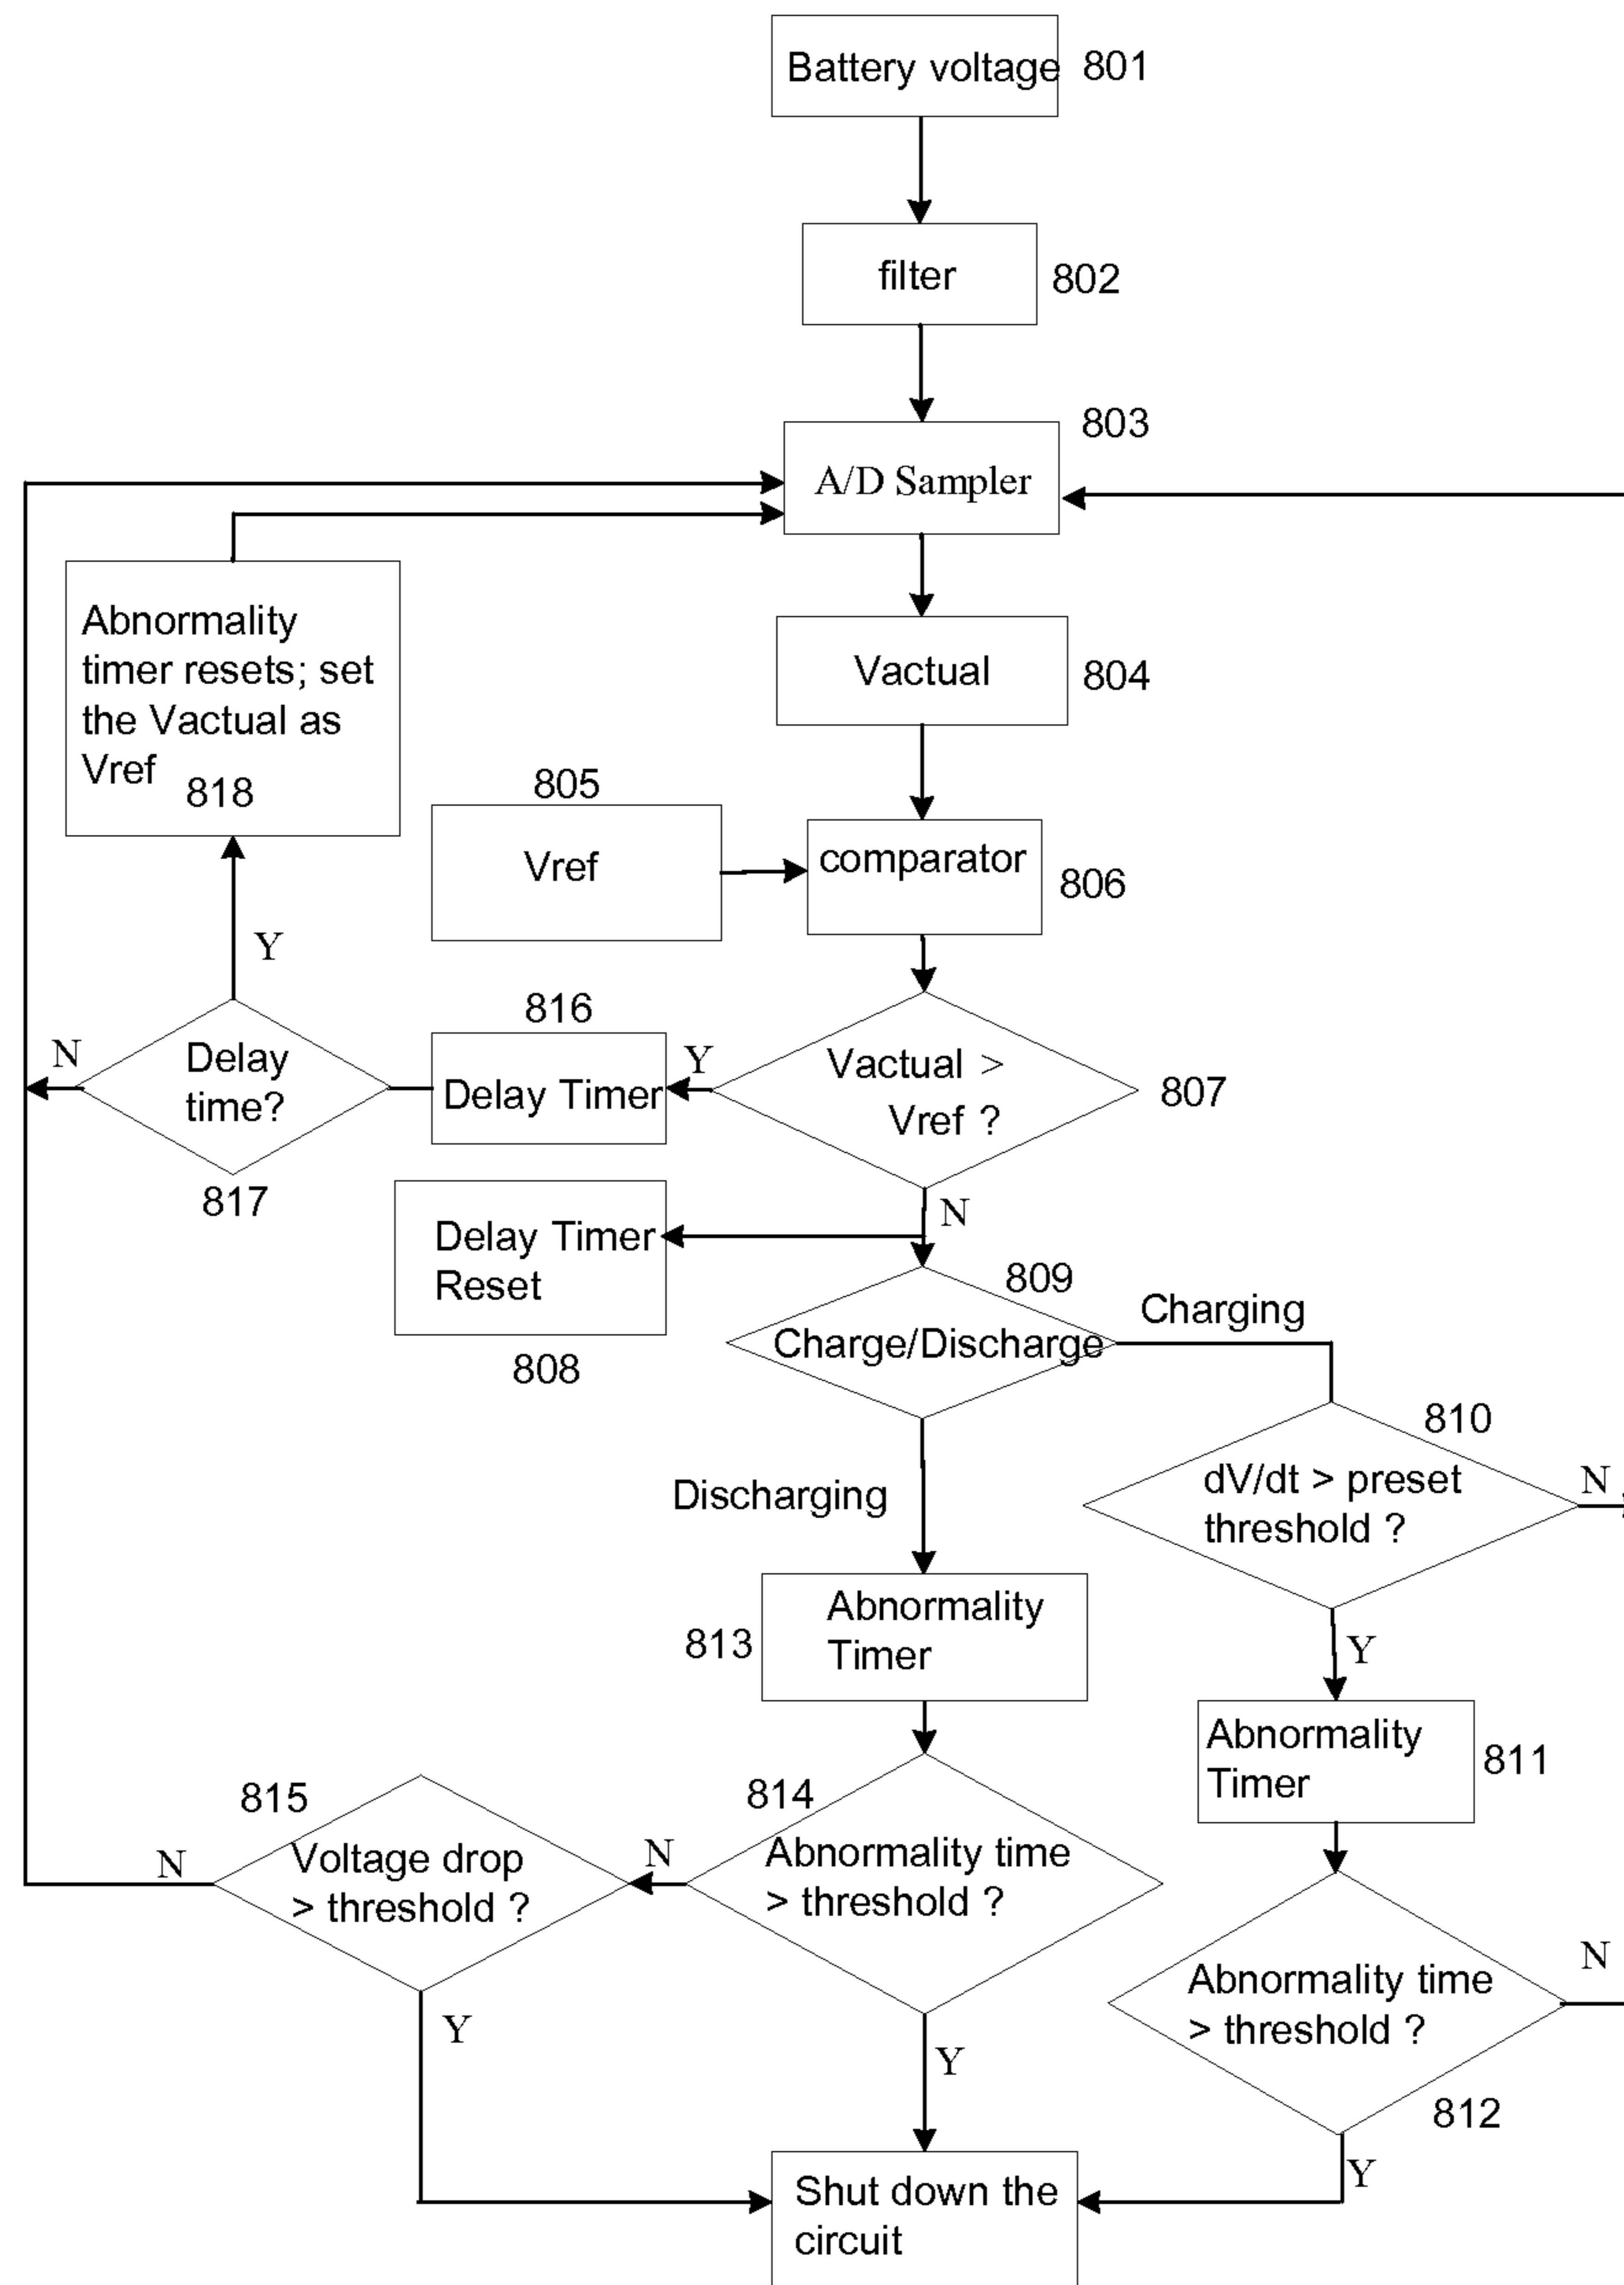 Battery voltage
801
filter
802
803
A/D Sampler
Abnormality
timer resets; set
the Vactual as
Vref
818
Vactual
804
805
Vref
comparator
806
Y
816
N
Delay
time?
817
Delay Timer
Y
Vactual >
Vref ?
807
N
Delay Timer
Reset
808
809
Charge/Discharge
Charging
810
dV/dt > preset
threshold ?
N
Discharging
Abnormality
Timer
813
Y
Abnormality
Timer
811
815
Voltage drop
> threshold ?
N
N
814
Abnormality time
> threshold ?
N
Abnormality time
> threshold ?
812
Y
Y
Y
Shut down the
circuit